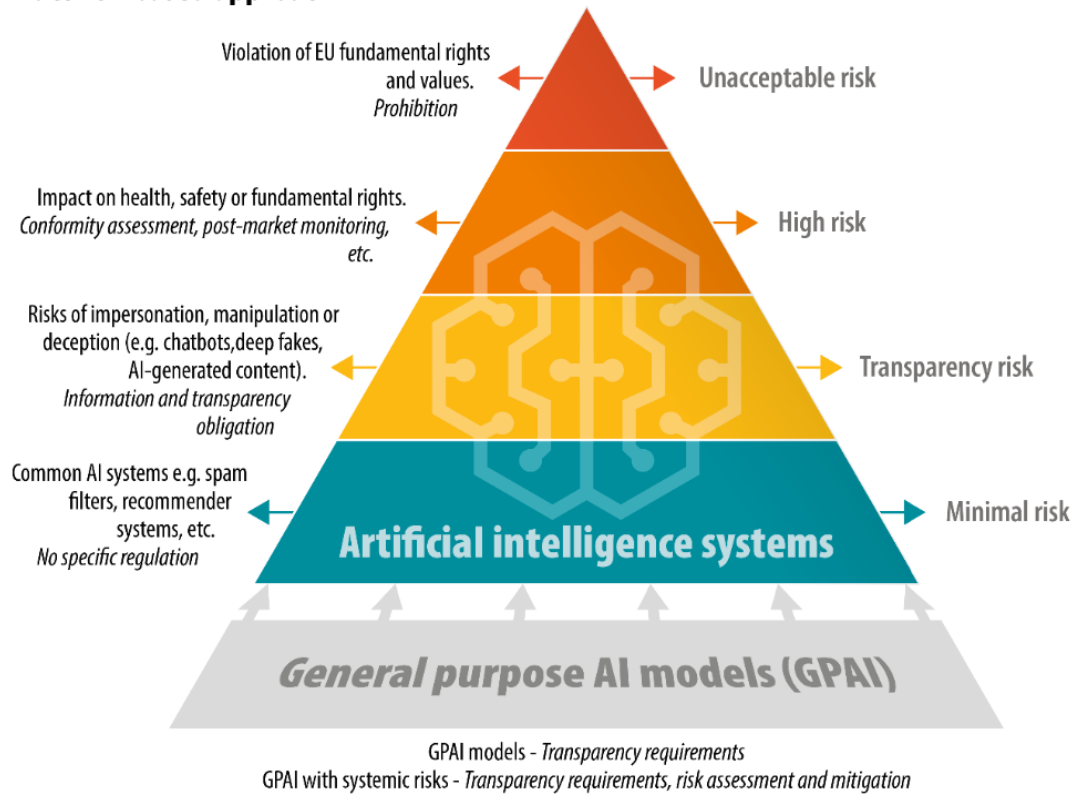 Violation of EU fundamental rights
and values.
Prohibition
Unacceptable risk
Impact on health, safety or fundamental rights.
Conformity assessment, post-market monitoring,
etc.
High risk
Risks of impersonation, manipulation or
deception (e.g. chatbots,deep fakes,
AI-generated content).
Information and transparency
obligation
Transparency risk
Common AI systems e.g. spam
filters, recommender
systems, etc.
No specific regulation
Minimal risk
Artificial intelligence systems
General purpose AI models (GPAI)
GPAI models - Transparency requirements
GPAI with systemic risks - Transparency requirements, risk assessment and mitigation